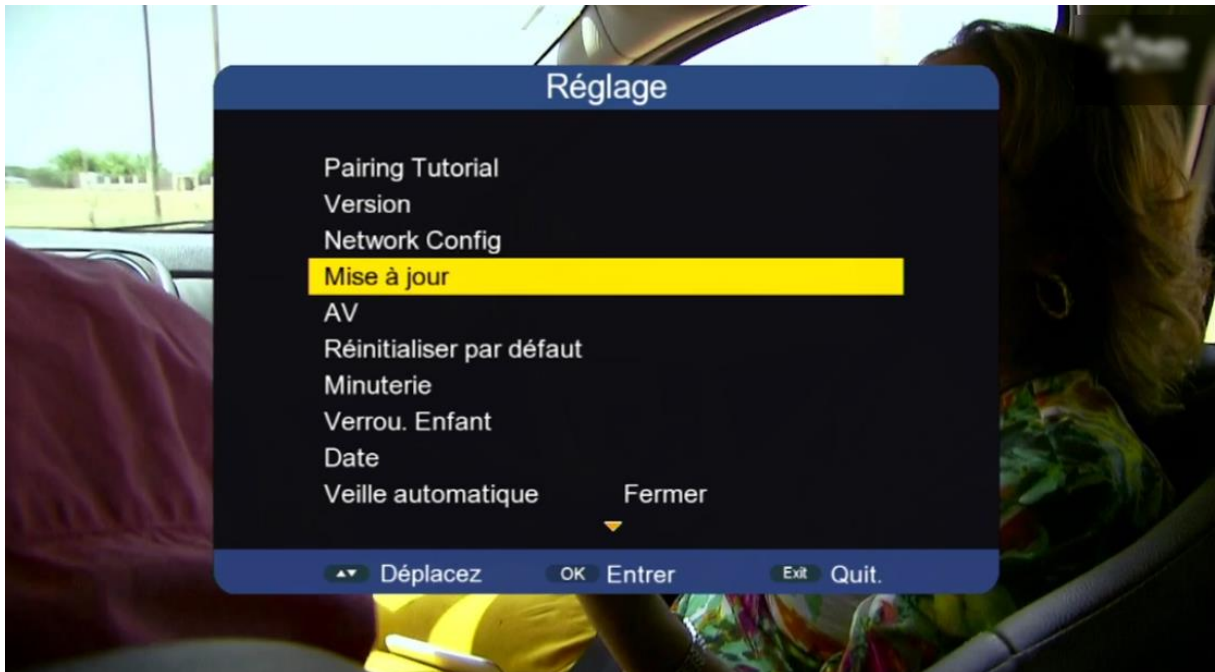 Réglage
Pairing Tutorial
Version
Network Config
Mise à jour
AV
Réinitialiser par défaut
Minuterie
Verrou. Enfant
Date
Veille automatique Fermer
Déplacez OK Entrer Exit Quit.